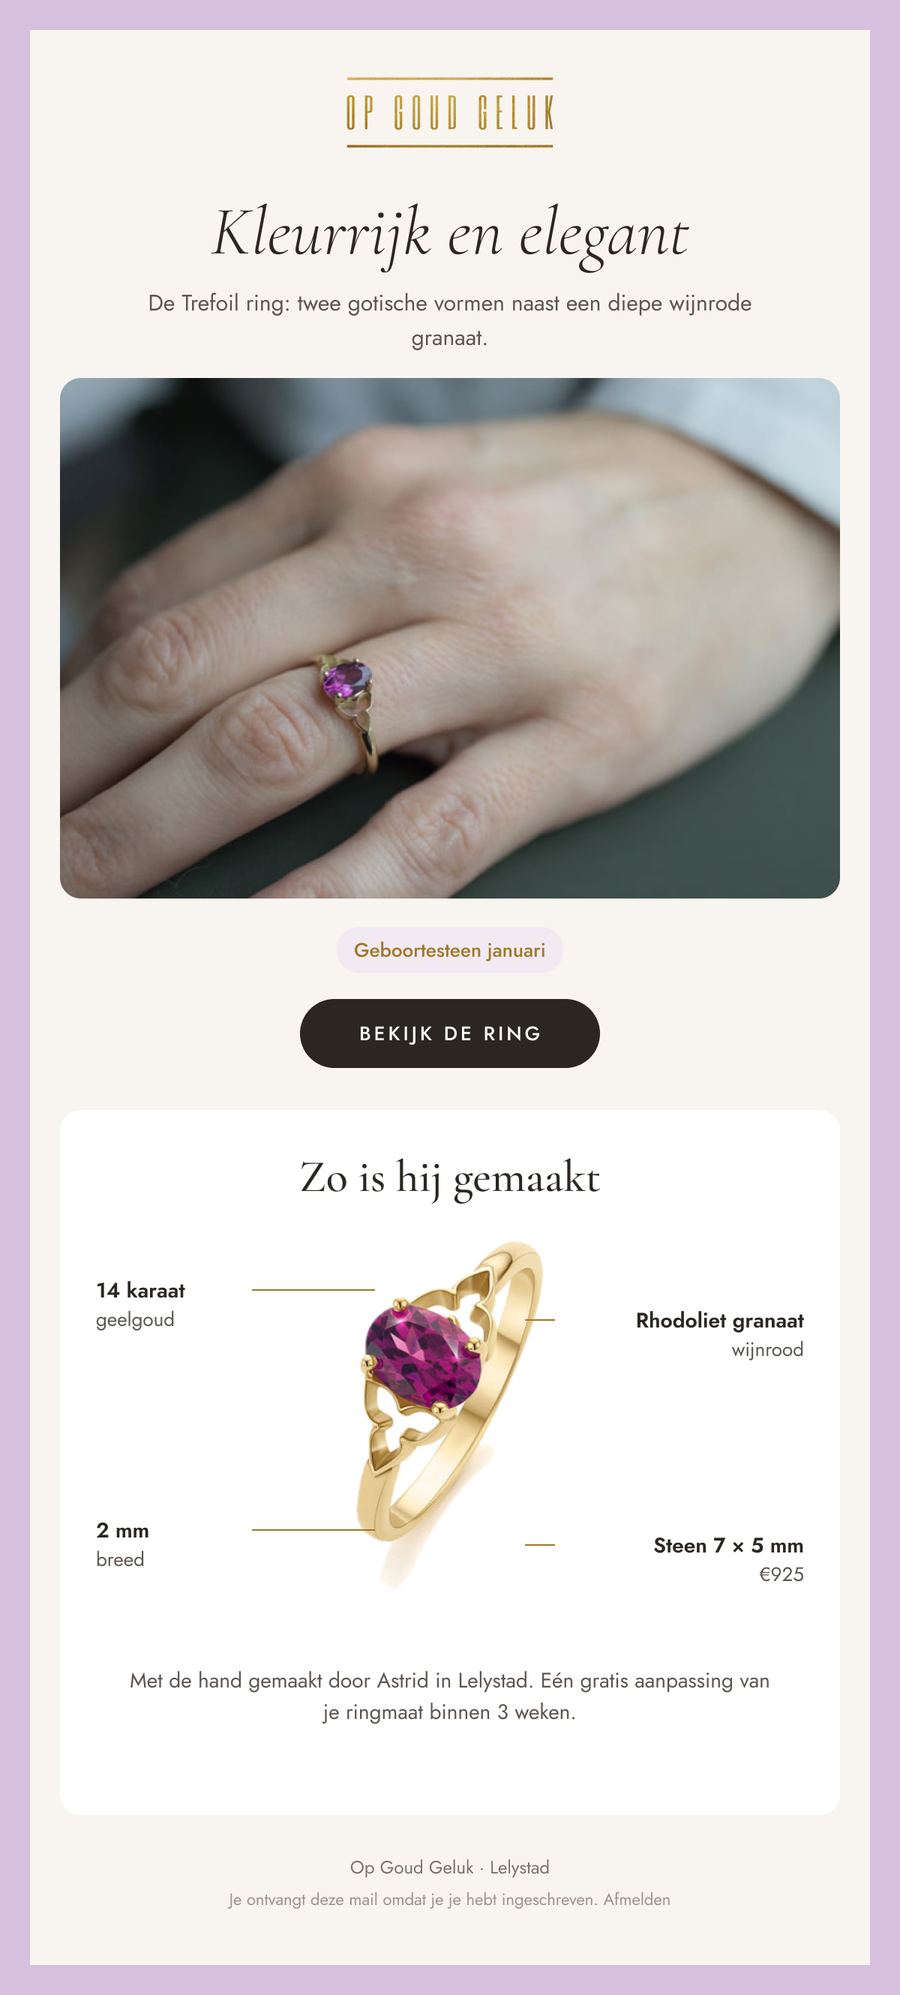 OP GOUD GELUK
Kleurrijk en elegant
De Trefoil ring: twee gotische vormen naast een diepe wijnrode
granaat.
Geboortesteen januari
BEKIJK DE RING
Zo is hij gemaakt
14 karaat
geelgoud
Rhodoliet granaat
wijnrood
2 mm
breed
Steen 7 × 5 mm
€925
Met de hand gemaakt door Astrid in Lelystad. Eén gratis aanpassing van
je ringmaat binnen 3 weken.
Op Goud Geluk · Lelystad
Je ontvangt deze mail omdat je je hebt ingeschreven. Afmelden